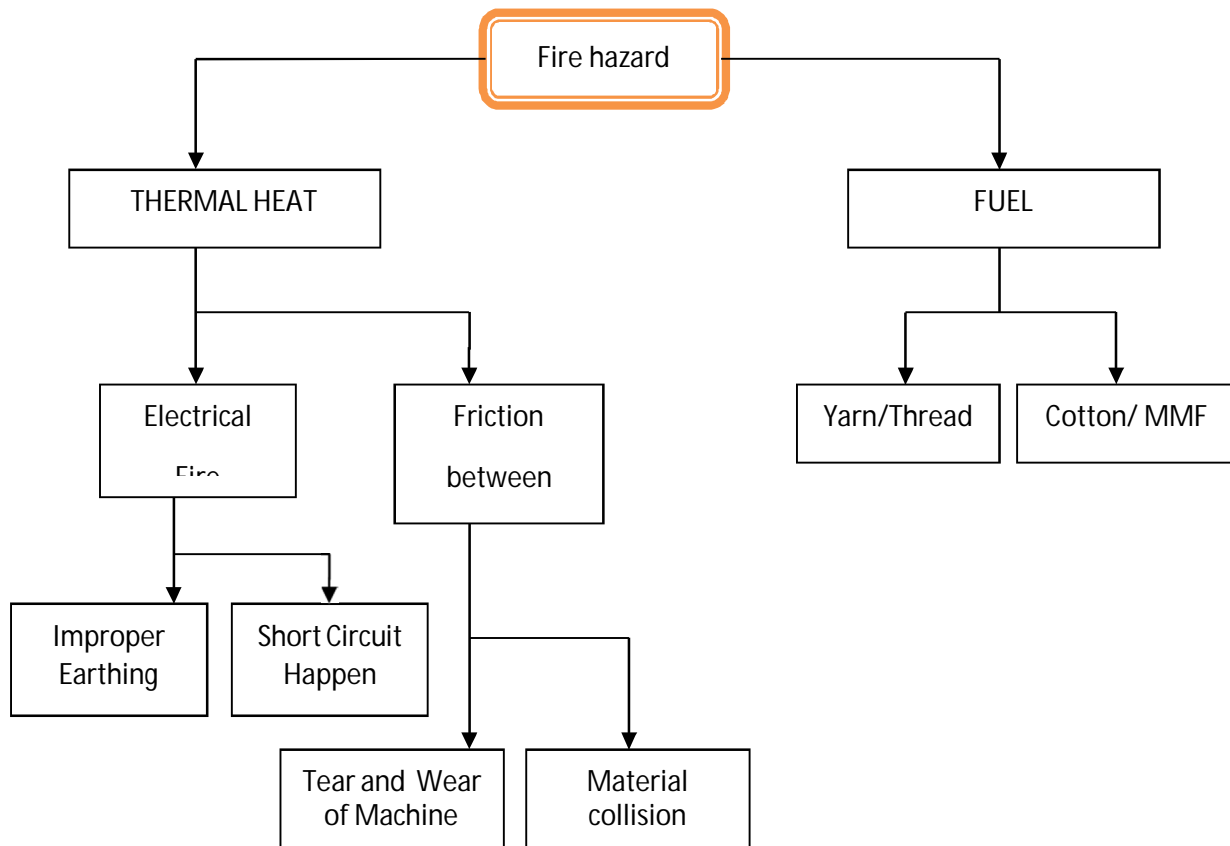 Fire hazard
THERMAL HEAT
FUEL
Electrical
Fire
Friction
between
Yarn/Thread
Cotton/ MMF
Improper
Earthing
Short Circuit
Happen
Tear and Wear
of Machine
Material
collision